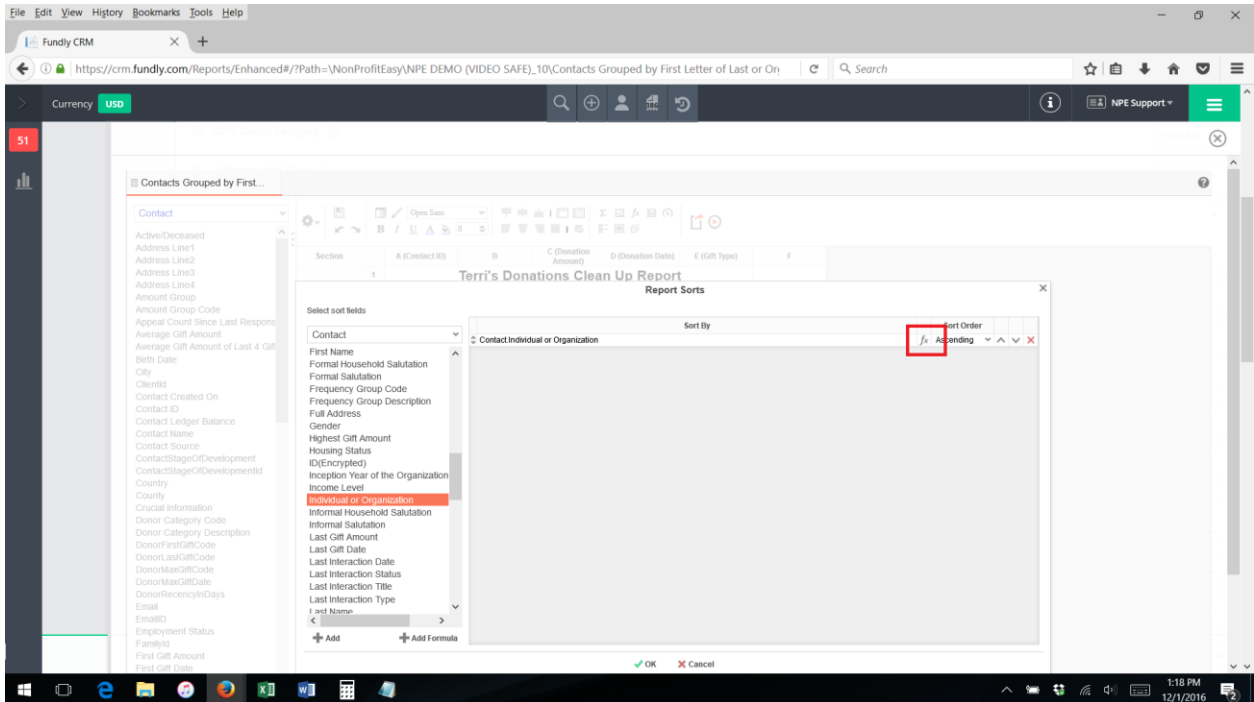 File Edit View History Bookmarks Tools Help
Fundly CRM
https://crm.fundly.com/Reports/Enhanced#/?Path=\NonProfitEasy\NPE DEMO (VIDEO SAFE)_10\Contacts Grouped by First Letter of Last or Or
Search
Currency USD
NPE Support
51
Contacts Grouped by First...
Contact
Open Sans
B I U A
8
Active/Deceased
Address Line1
Address Line2
Address Line3
Address Line4
Amount Group
Amount Group Code
Appeal Count Since Last Respons
Average Gift Amount
Average Gift Amount of Last 4 Gift
Birth Date
City
ClientId
Contact Created On
Contact ID
Contact Ledger Balance
Contact Name
Contact Source
ContactStageOfDevelopment
ContactStageOfDevelopmentId
Country
County
Crucial Information
Donor Category Code
Donor Category Description
DonorFirstGiftCode
DonorLastGiftCode
DonorMaxGiftCode
DonorMaxGiftDate
DonorRecencyInDays
Email
EmailID
Employment Status
FamilyId
First Gift Amount
First Gift Date
Section A (Contact ID) B C (Donation Amount) D (Donation Date) E (Gift Type) F
1 Terri's Donations Clean Up Report
Report Sorts
Select sort fields
Contact
First Name
Formal Household Salutation
Formal Salutation
Frequency Group Code
Frequency Group Description
Full Address
Gender
Highest Gift Amount
Housing Status
ID(Encrypted)
Inception Year of the Organization
Income Level
Individual or Organization
Informal Household Salutation
Informal Salutation
Last Gift Amount
Last Gift Date
Last Interaction Date
Last Interaction Status
Last Interaction Title
Last Interaction Type
Last Name
Add Add Formula
Sort By Sort Order
Contact.Individual or Organization fx Ascending
OK Cancel
1:18 PM
12/1/2016
2